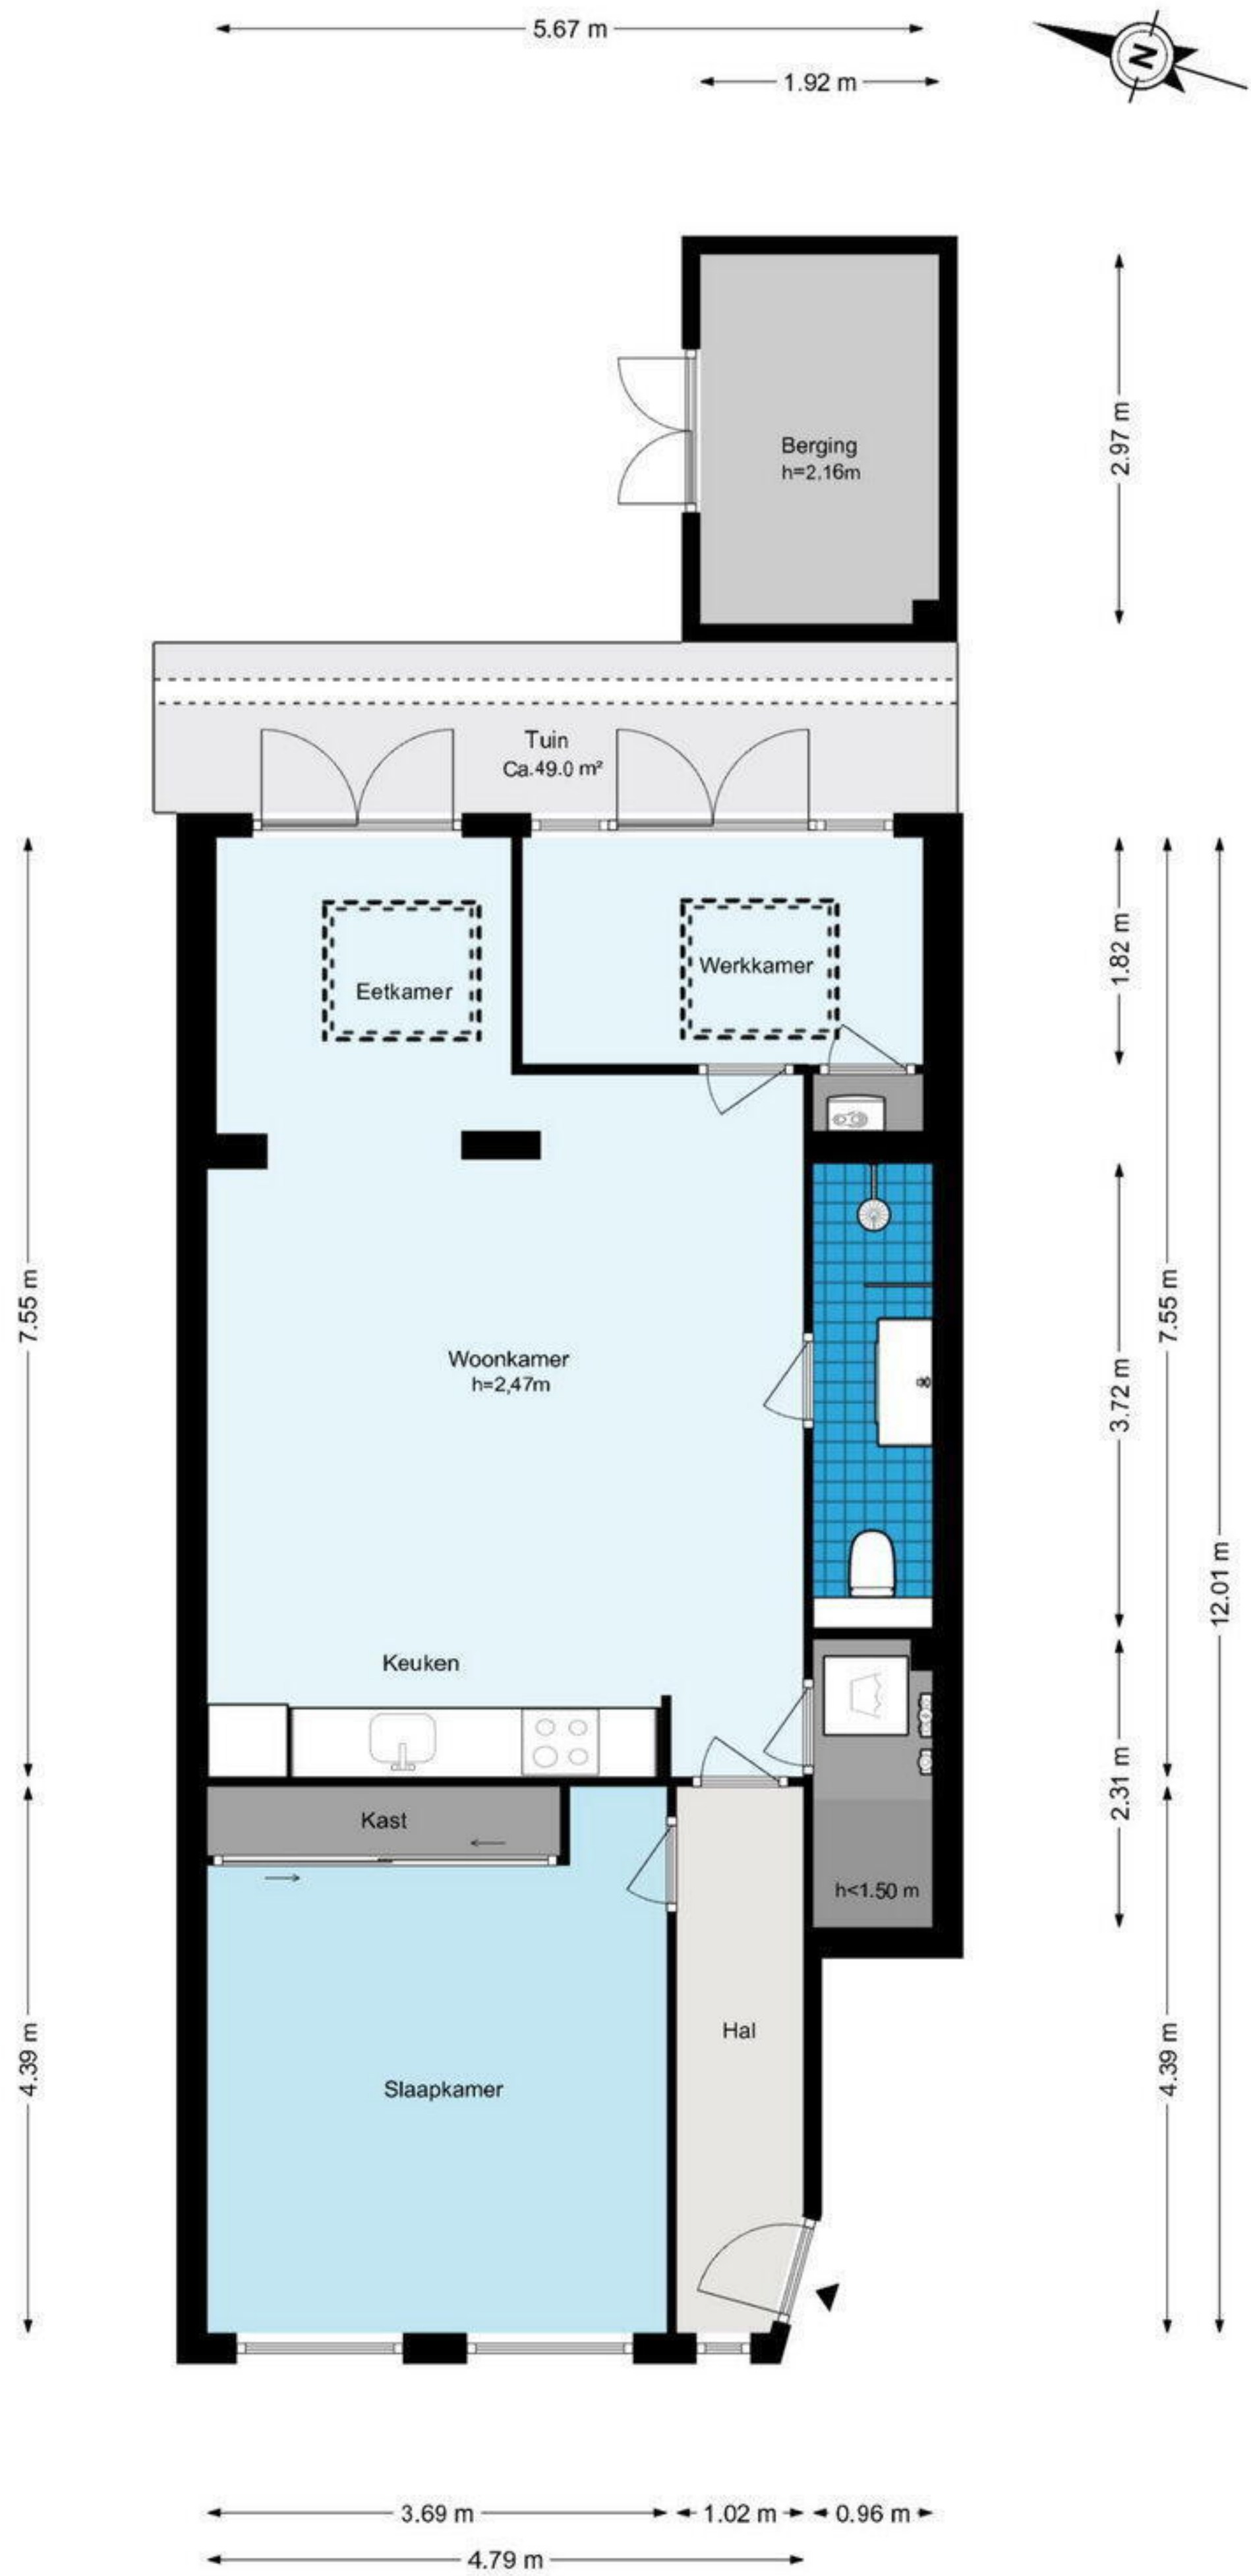 5.67 m
1.92 m
N
Berging
h=2.16m
2.97 m
Tuin
Ca.49.0 m²
Eetkamer
Werkkamer
1.82 m
Woonkamer
h=2,47m
7.55 m
3.72 m
7.55 m
12.01 m
Keuken
Kast
2.31 m
h<1.50 m
Hal
Slaapkamer
4.39 m
4.39 m
3.69 m
1.02 m
0.96 m
4.79 m